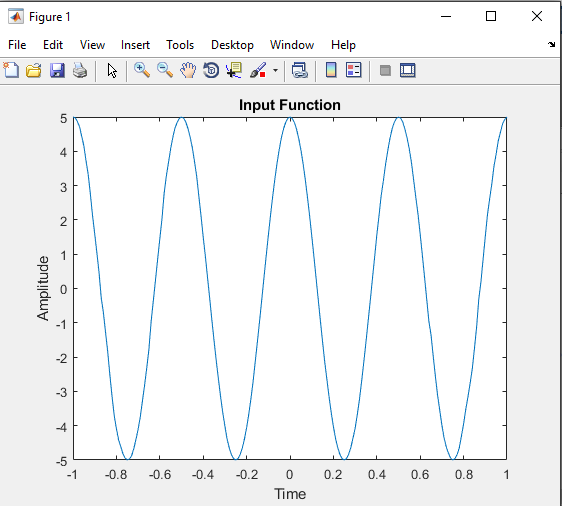 Figure 1
File Edit View Insert Tools Desktop Window Help
Input Function
5
4
3
2
1
0
-1
-2
-3
-4
-5
Amplitude
-1 -0.8 -0.6 -0.4 -0.2 0 0.2 0.4 0.6 0.8 1
Time